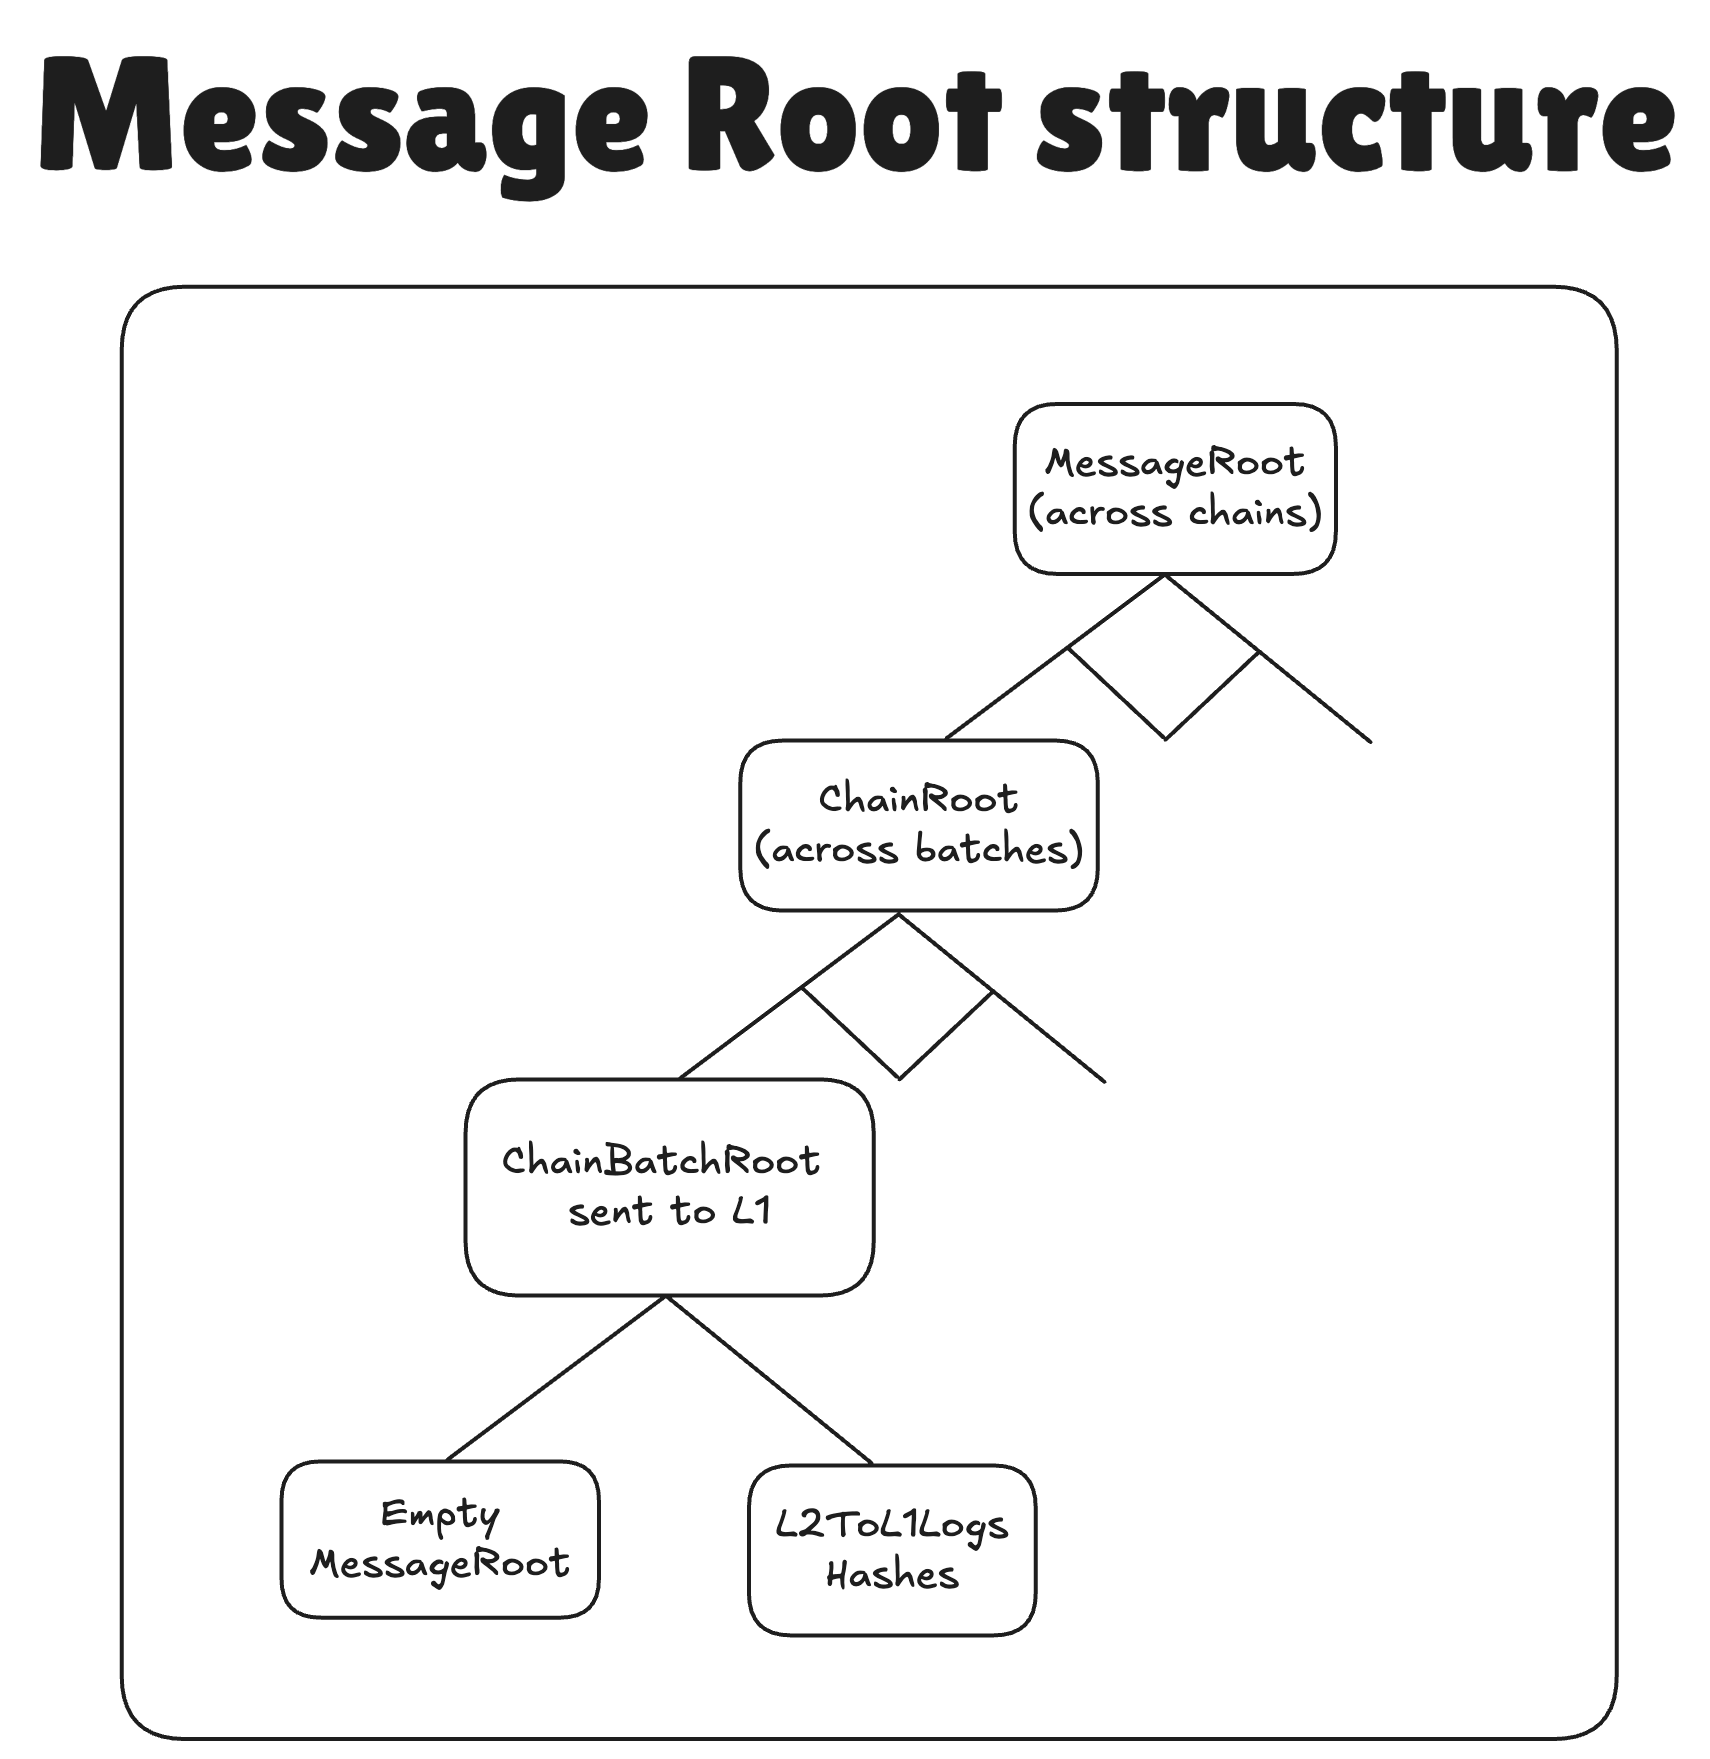 Message Root structure
MessageRoot
(across chains)
ChainRoot
(across batches)
ChainBatchRoot
sent to L1
Empty
MessageRoot
L2ToL1Logs
Hashes